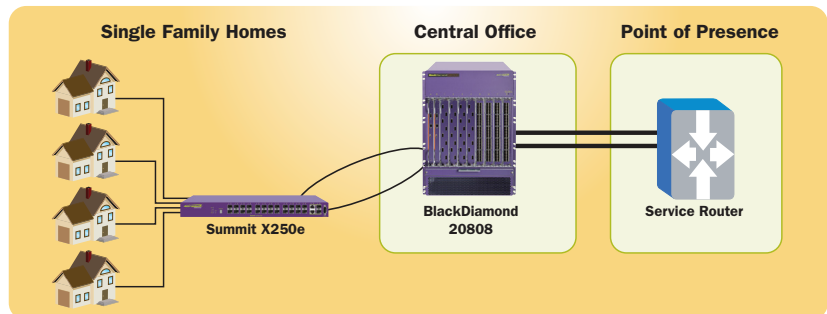 Single Family Homes
Central Office
Point of Presence
Summit X250e
BlackDiamond
20808
Service Router